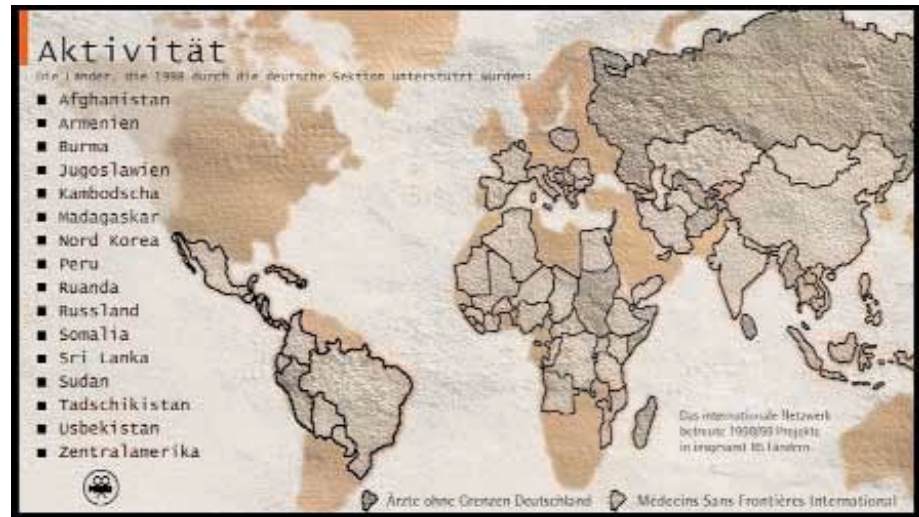 Aktivität
Die Länder, die 1998 durch die deutsche Sektion unterstützt wurden:
■ Afghanistan
■ Armenien
■ Burma
■ Jugoslawien
■ Kambodscha
■ Madagaskar
■ Nord Korea
■ Peru
■ Ruanda
■ Russland
■ Somalia
■ Sri Lanka
■ Sudan
■ Tadschikistan
■ Usbekistan
■ Zentralamerika
Das internationale Netzwerk
betreute 1998/99 Projekte
in insgesamt 85 Ländern.
Ärzte ohne Grenzen Deutschland
Médecins Sans Frontières International